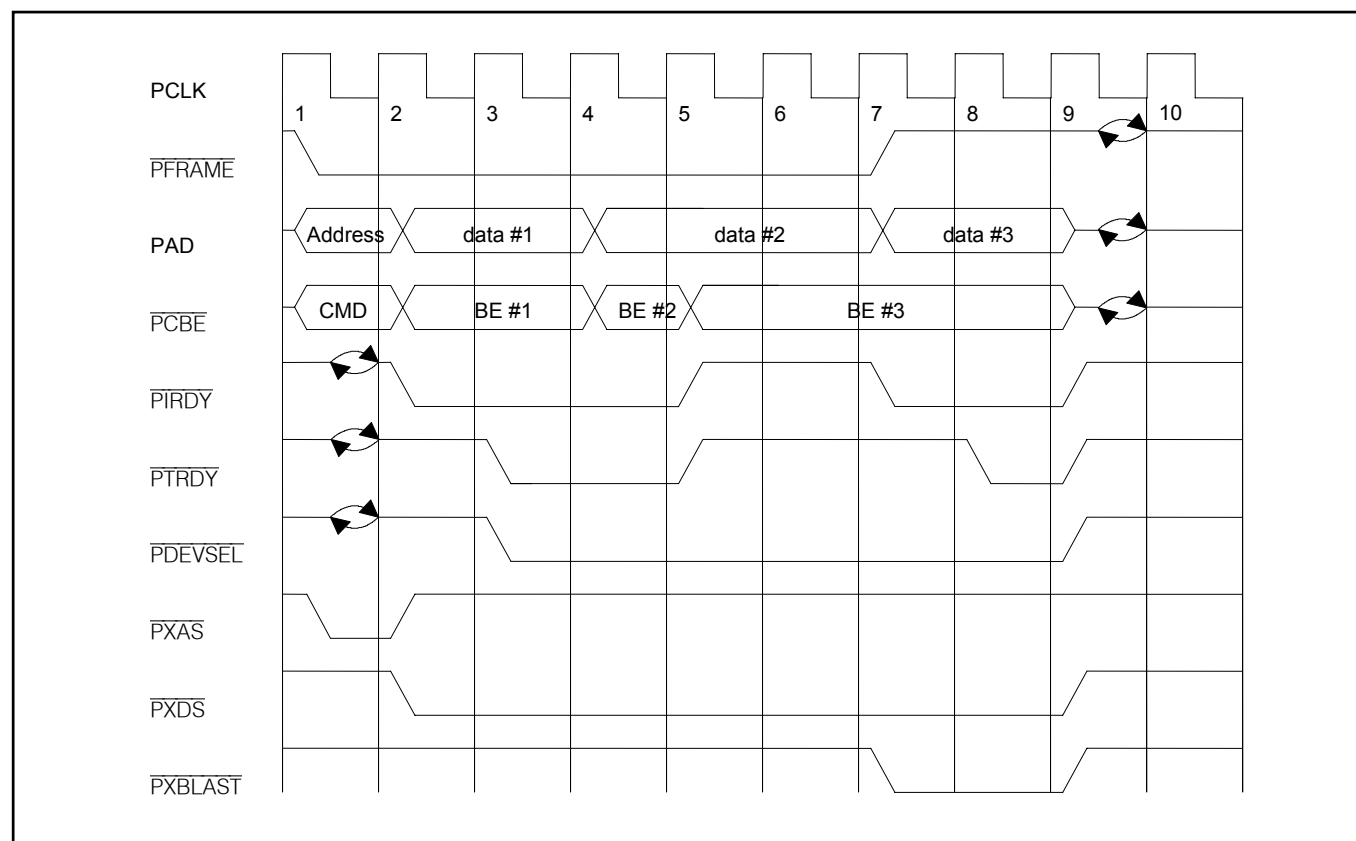 PCLK
1 2 3 4 5 6 7 8 9 10
PFRAME
PAD
Address data #1 data #2 data #3
PCBE
CMD BE #1 BE #2 BE #3
PIRDY
PTRDY
PDEVSEL
PXAS
PXDS
PXBLAST